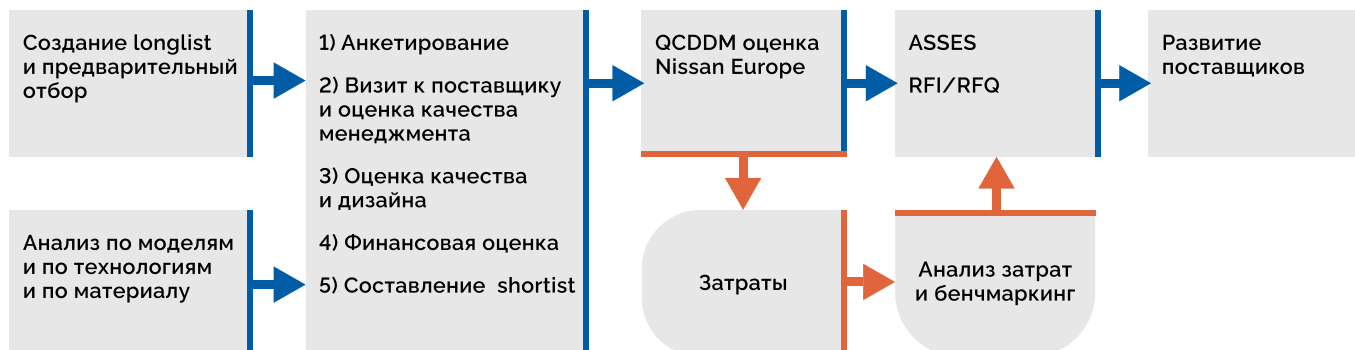 Создание longlist
и предварительный
отбор
Анализ по моделям
и по технологиям
и по материалу
1) Анкетирование
2) Визит к поставщику
и оценка качества
менеджмента
3) Оценка качества
и дизайна
4) Финансовая оценка
5) Составление shortist
QCDDM оценка
Nissan Europe
Затраты
Анализ затрат
и бенчмаркинг
ASSES
RFI/RFQ
Развитие
поставщиков